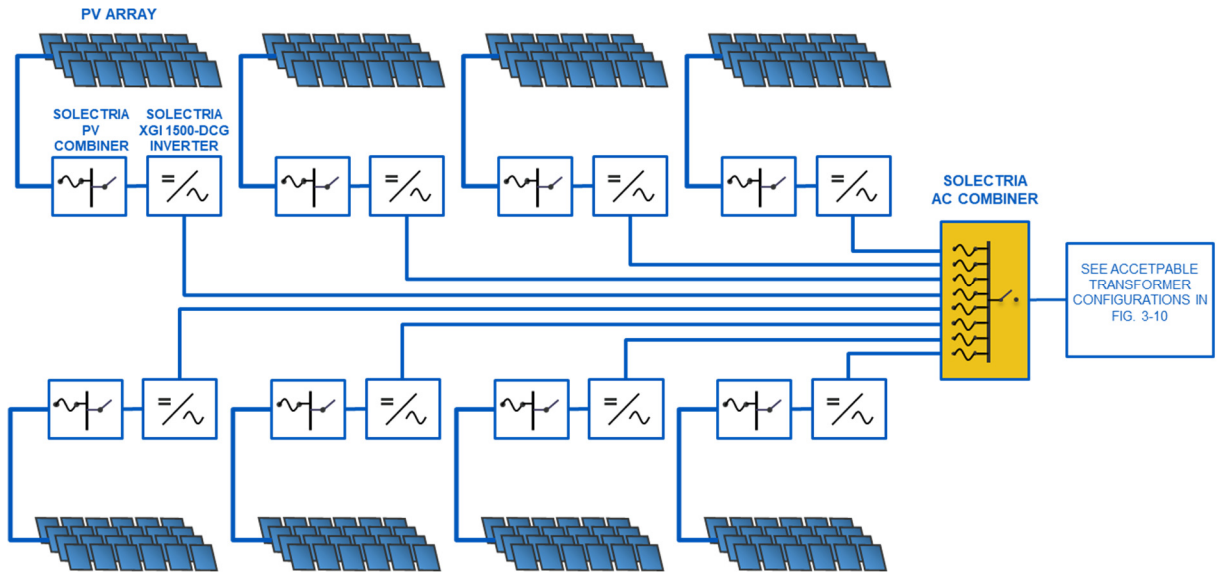 PV ARRAY
SOLECTRIA
PV
COMBINER
SOLECTRIA
XGI 1500-DCG
INVERTER
SOLECTRIA
AC COMBINER
SEE ACCETPABLE
TRANSFORMER
CONFIGURATIONS IN
FIG. 3-10